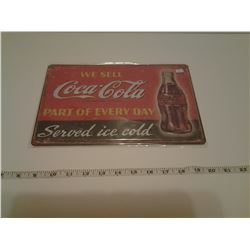 WE SELL
Coca-Cola
PART OF EVERY DAY
Served ice cold